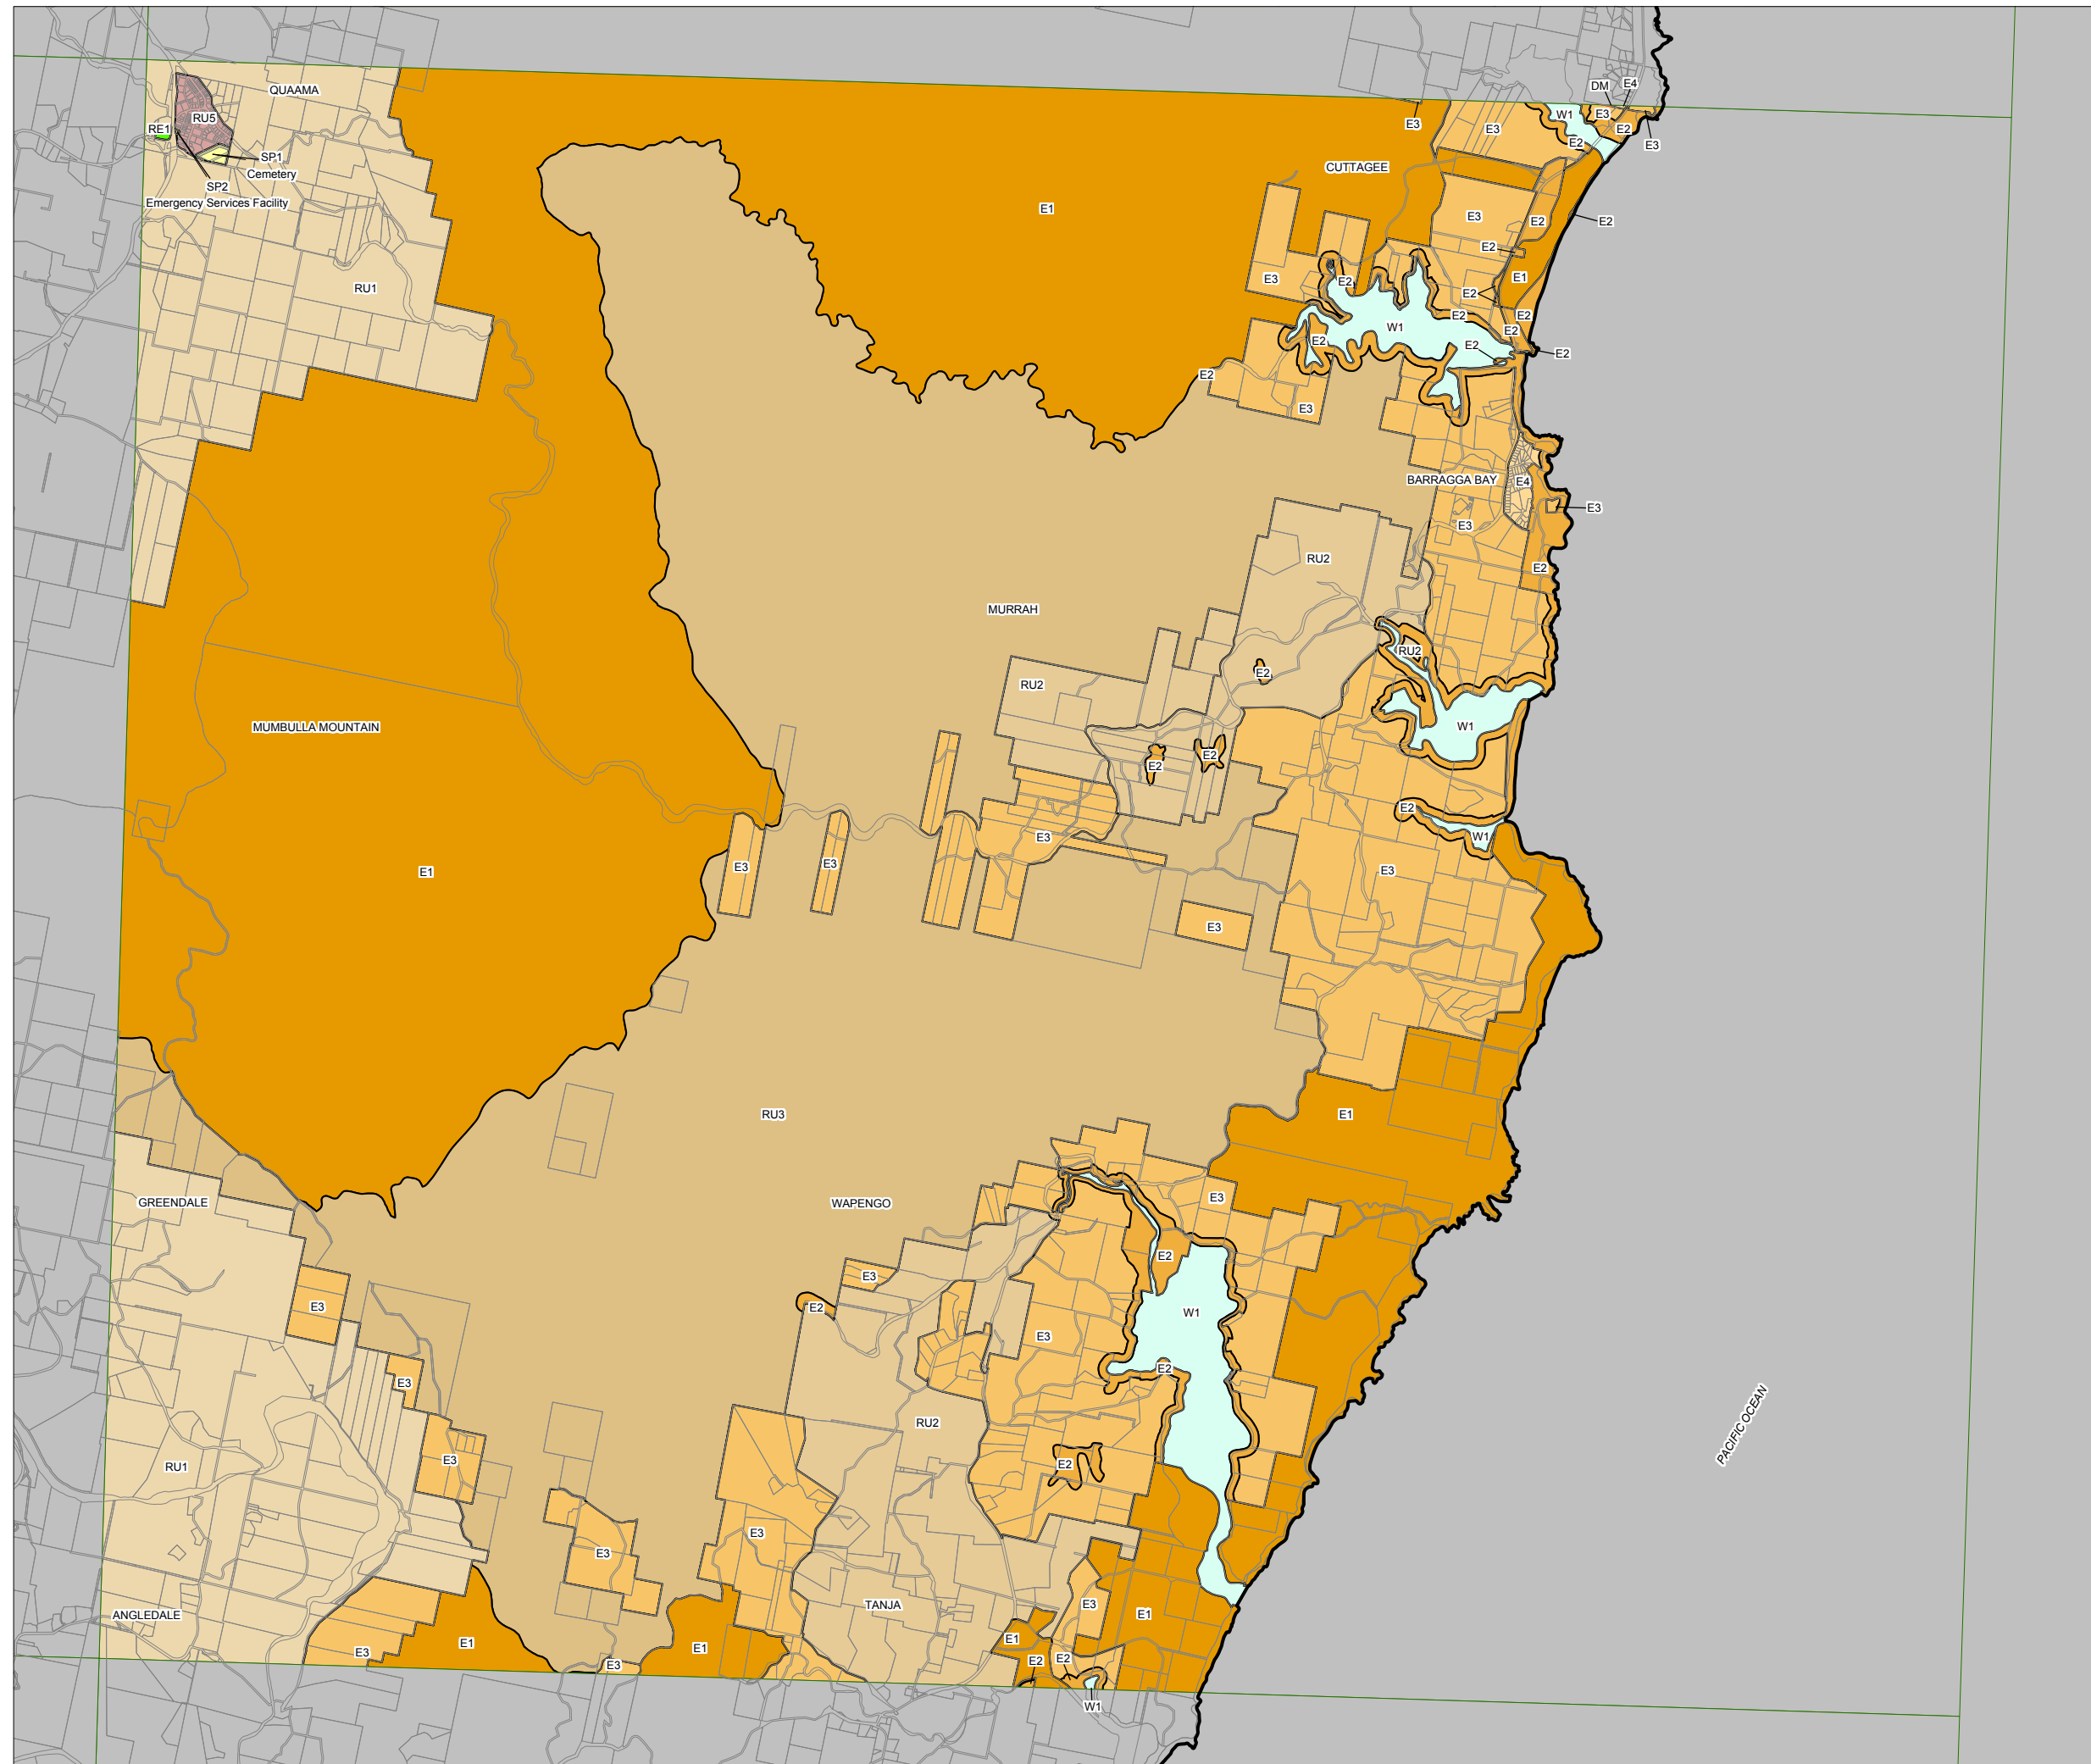 DM
E4
QUAAMA
W1
E3
RU5
E3
E3
E2
RE1
E2
E3
SP1
Cemetery
CUTTAGEE
SP2
Emergency Services Facility
E1
E3
E2
E2
E2
E3
E2
E1
RU1
E2
E2
E2
W1
E2
E2
E2
E2
E2
E2
E3
BARRAGGA BAY
E4
E3
E3
RU2
E2
MURRAH
RU2
E2
RU2
MUMBULLA MOUNTAIN
W1
E2
E2
E2
W1
E3
E3
E3
E3
E1
E3
RU3
E1
GREENDALE
WAPENGO
E3
E2
E3
E3
E2
W1
E3
E2
E3
RU2
PACIFIC OCEAN
E3
E2
RU1
E3
E3
E3
TANJA
E1
ANGLEDALE
E1
E1
E1
E3
E2
E2
E3
W1